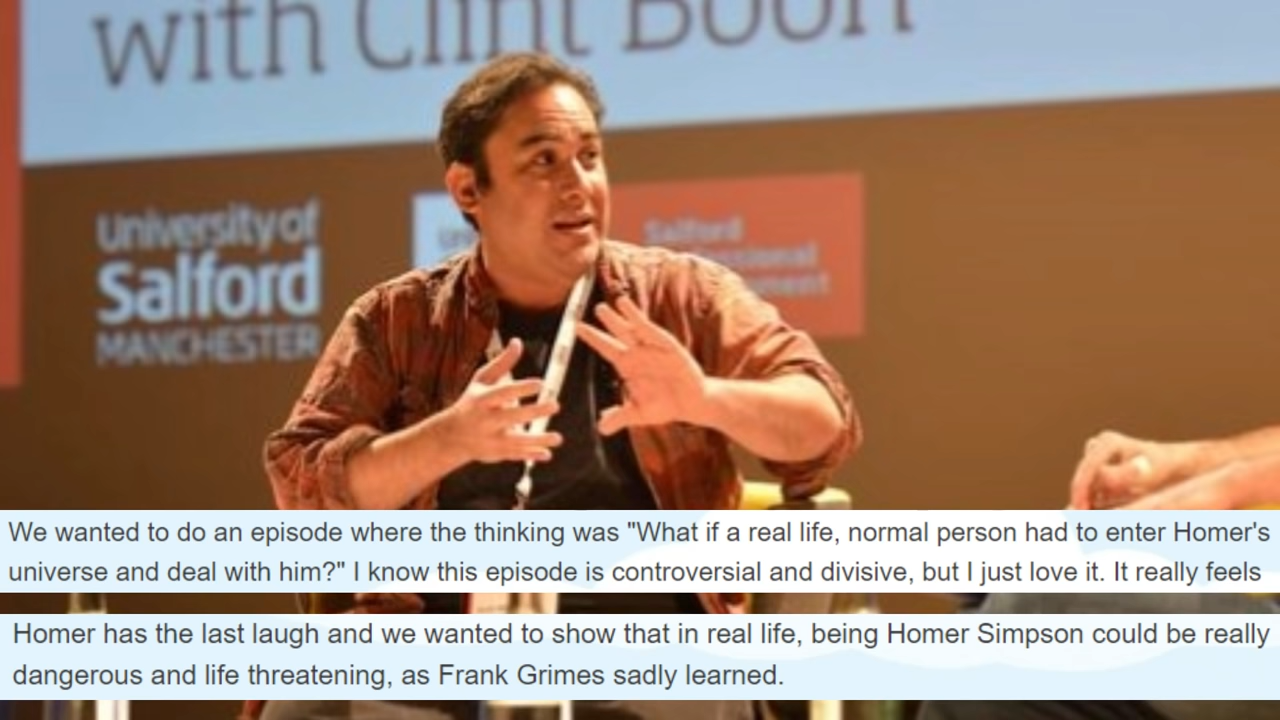 with Clint Boon
University of
Salford
MANCHESTER
Salford
We wanted to do an episode where the thinking was "What if a real life, normal person had to enter Homer's
universe and deal with him?" I know this episode is controversial and divisive, but I just love it. It really feels
Homer has the last laugh and we wanted to show that in real life, being Homer Simpson could be really
dangerous and life threatening, as Frank Grimes sadly learned.